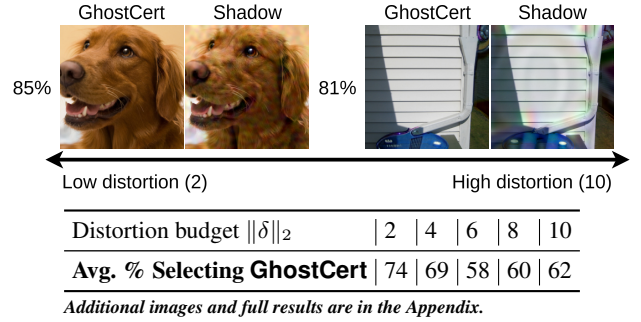 GhostCert Shadow GhostCert Shadow
85% 81%
Low distortion (2) High distortion (10)
Distortion budget ‖δ‖₂ | 2 | 4 | 6 | 8 | 10
Avg. % Selecting GhostCert | 74 | 69 | 58 | 60 | 62
Additional images and full results are in the Appendix.